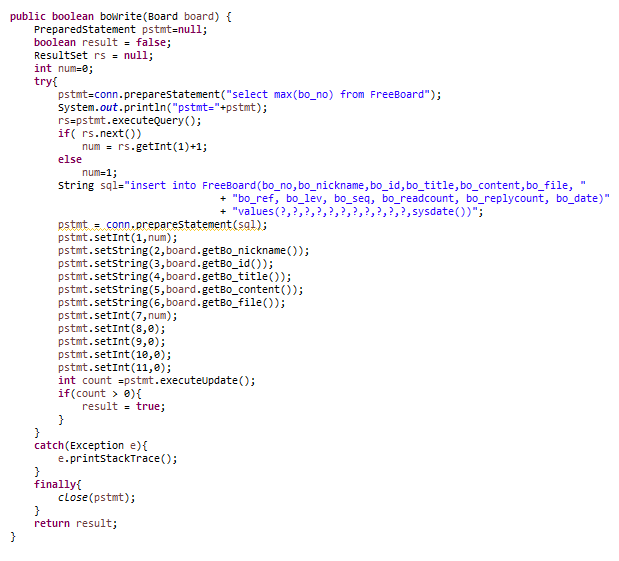 public boolean boWrite(Board board) {
    PreparedStatement pstmt=null;
    boolean result = false;
    ResultSet rs = null;
    int num=0;
    try{
        pstmt=conn.prepareStatement("select max(bo_no) from FreeBoard");
        System.out.println("pstmt="+pstmt);
        rs=pstmt.executeQuery();
        if( rs.next())
            num = rs.getInt(1)+1;
        else
            num=1;
        String sql="insert into FreeBoard(bo_no,bo_nickname,bo_id,bo_title,bo_content,bo_file, "
                                   + "bo_ref, bo_lev, bo_seq, bo_readcount, bo_replycount, bo_date)"
                                   + "values(?,?,?,?,?,?,?,?,?,?,?,sysdate())";
        pstmt = conn.prepareStatement(sql);
        pstmt.setInt(1,num);
        pstmt.setString(2,board.getBo_nickname());
        pstmt.setString(3,board.getBo_id());
        pstmt.setString(4,board.getBo_title());
        pstmt.setString(5,board.getBo_content());
        pstmt.setString(6,board.getBo_file());
        pstmt.setInt(7,num);
        pstmt.setInt(8,0);
        pstmt.setInt(9,0);
        pstmt.setInt(10,0);
        pstmt.setInt(11,0);
        int count =pstmt.executeUpdate();
        if(count > 0){
            result = true;
        }
    }
    catch(Exception e){
        e.printStackTrace();
    }
    finally{
        close(pstmt);
    }
    return result;
}